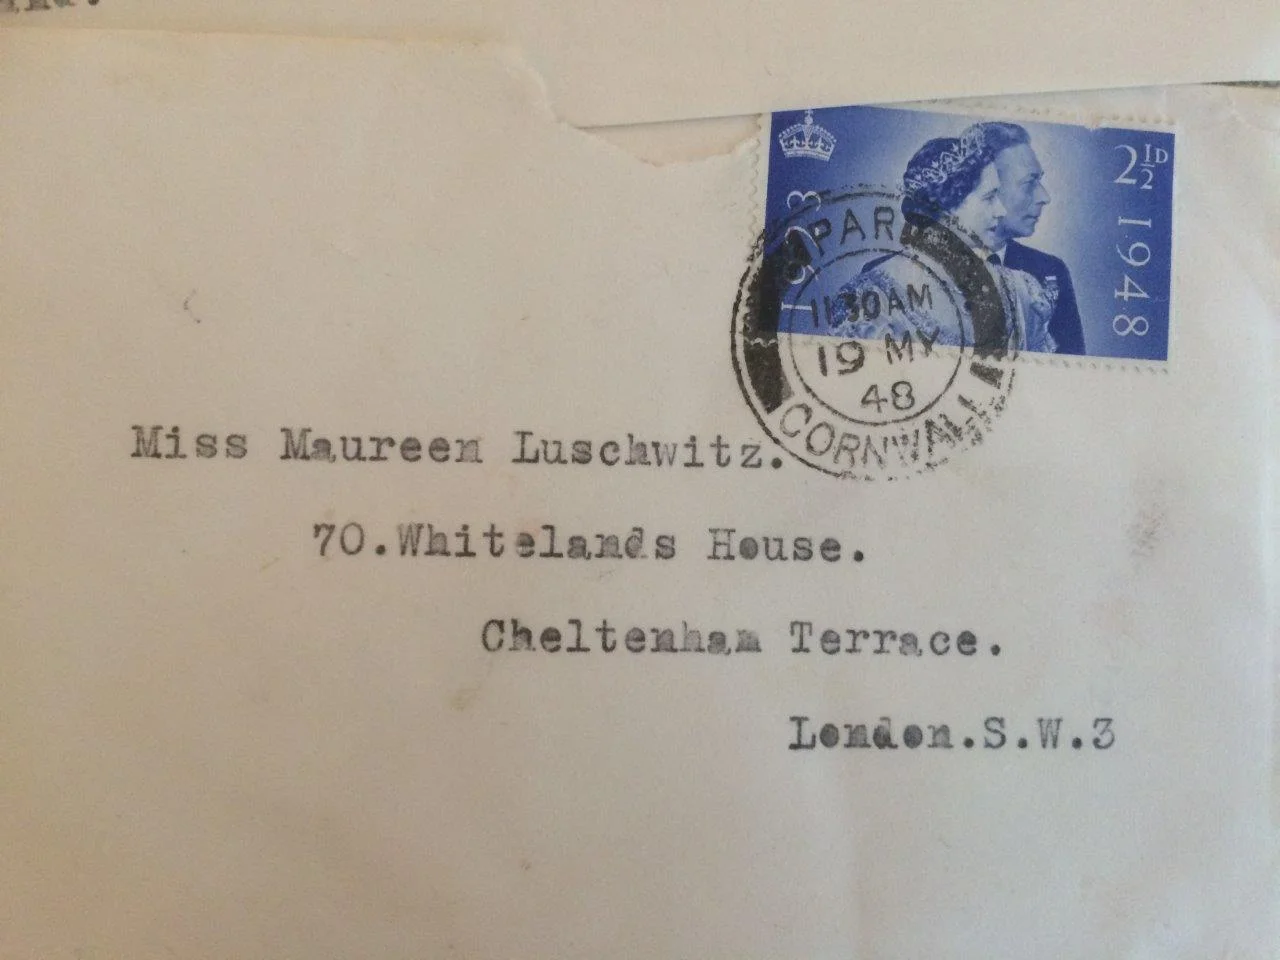 2½D
1923
1948
PAR
11.30 AM
19 MY
48
CORNWALL
Miss Maureen Luschwitz.
70.Whitelands House.
Cheltenham Terrace.
London.S.W.3